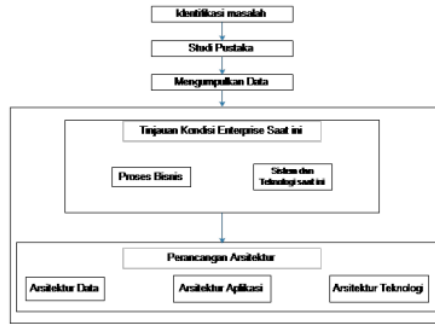 Identifikasi masalah
Studi Pustaka
Mengumpulkan Data
Tinjauan Kondisi Enterprise Saat ini
Proses Bisnis
Sistem dan
Teknologi saat ini
Perancangan Arsitektur
Arsitektur Data
Arsitektur Aplikasi
Arsitektur Teknologi